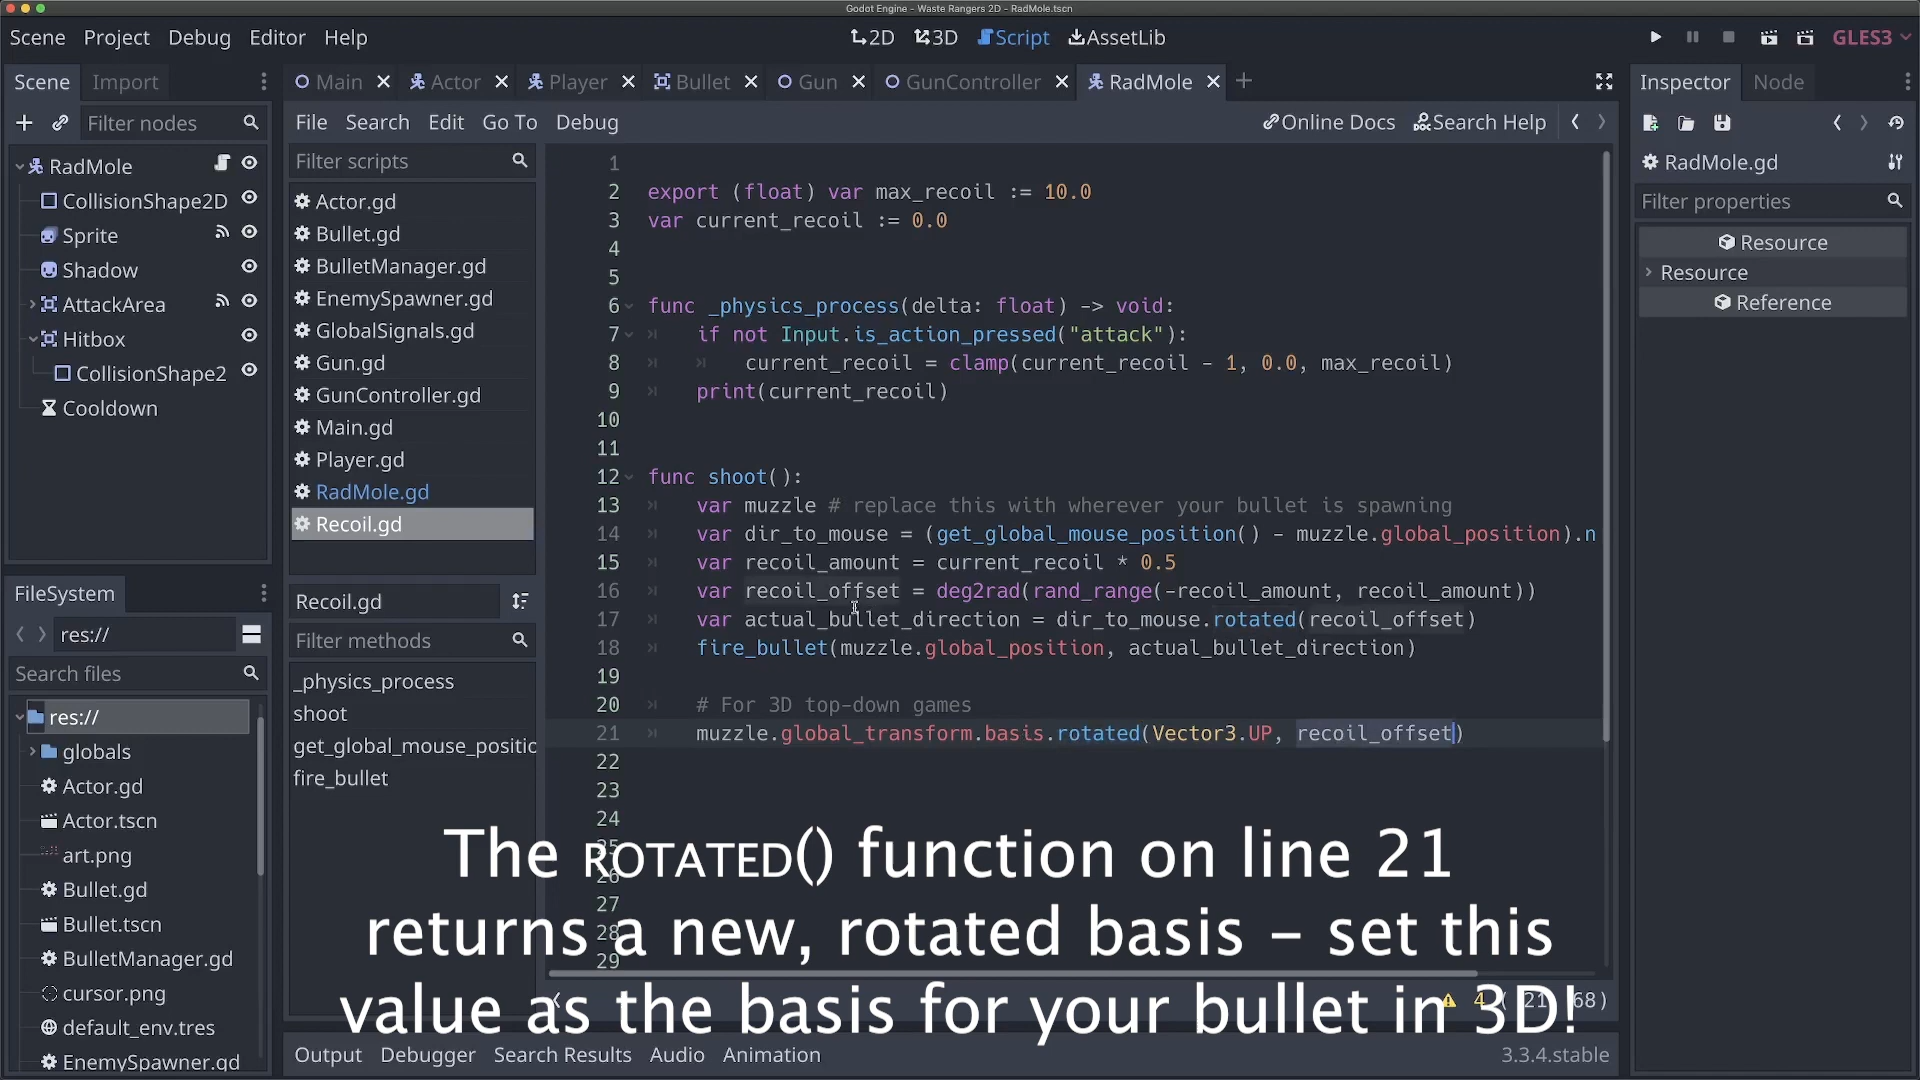 Godot Engine - Waste Rangers 2D - RadMole.tscn
Scene Project Debug Editor Help
2D 3D Script AssetLib
GLES3
Scene Import
Filter nodes
RadMole
CollisionShape2D
Sprite
Shadow
AttackArea
Hitbox
CollisionShape2
Cooldown
FileSystem
res://
Search files
res://
globals
Actor.gd
Actor.tscn
art.png
Bullet.gd
Bullet.tscn
BulletManager.gd
cursor.png
default_env.tres
EnemySpawner.gd
Main Actor Player Bullet Gun GunController RadMole
File Search Edit Go To Debug
Online Docs Search Help
Filter scripts
Actor.gd
Bullet.gd
BulletManager.gd
EnemySpawner.gd
GlobalSignals.gd
Gun.gd
GunController.gd
Main.gd
Player.gd
RadMole.gd
Recoil.gd
Recoil.gd
Filter methods
_physics_process
shoot
get_global_mouse_positio
fire_bullet
1
2 export (float) var max_recoil := 10.0
3 var current_recoil := 0.0
4
5
6 func _physics_process(delta: float) -> void:
7 if not Input.is_action_pressed("attack"):
8 current_recoil = clamp(current_recoil - 1, 0.0, max_recoil)
9 print(current_recoil)
10
11
12 func shoot():
13 var muzzle # replace this with wherever your bullet is spawning
14 var dir_to_mouse = (get_global_mouse_position() - muzzle.global_position).n
15 var recoil_amount = current_recoil * 0.5
16 var recoil_offset = deg2rad(rand_range(-recoil_amount, recoil_amount))
17 var actual_bullet_direction = dir_to_mouse.rotated(recoil_offset)
18 fire_bullet(muzzle.global_position, actual_bullet_direction)
19
20 # For 3D top-down games
21 muzzle.global_transform.basis.rotated(Vector3.UP, recoil_offset)
22
23
24
25
26
27
28
29
The ROTATED() function on line 21
returns a new, rotated basis – set this
value as the basis for your bullet in 3D!
4 ( 21, 68)
Output Debugger Search Results Audio Animation
3.3.4.stable
Inspector Node
RadMole.gd
Filter properties
Resource
Resource
Reference